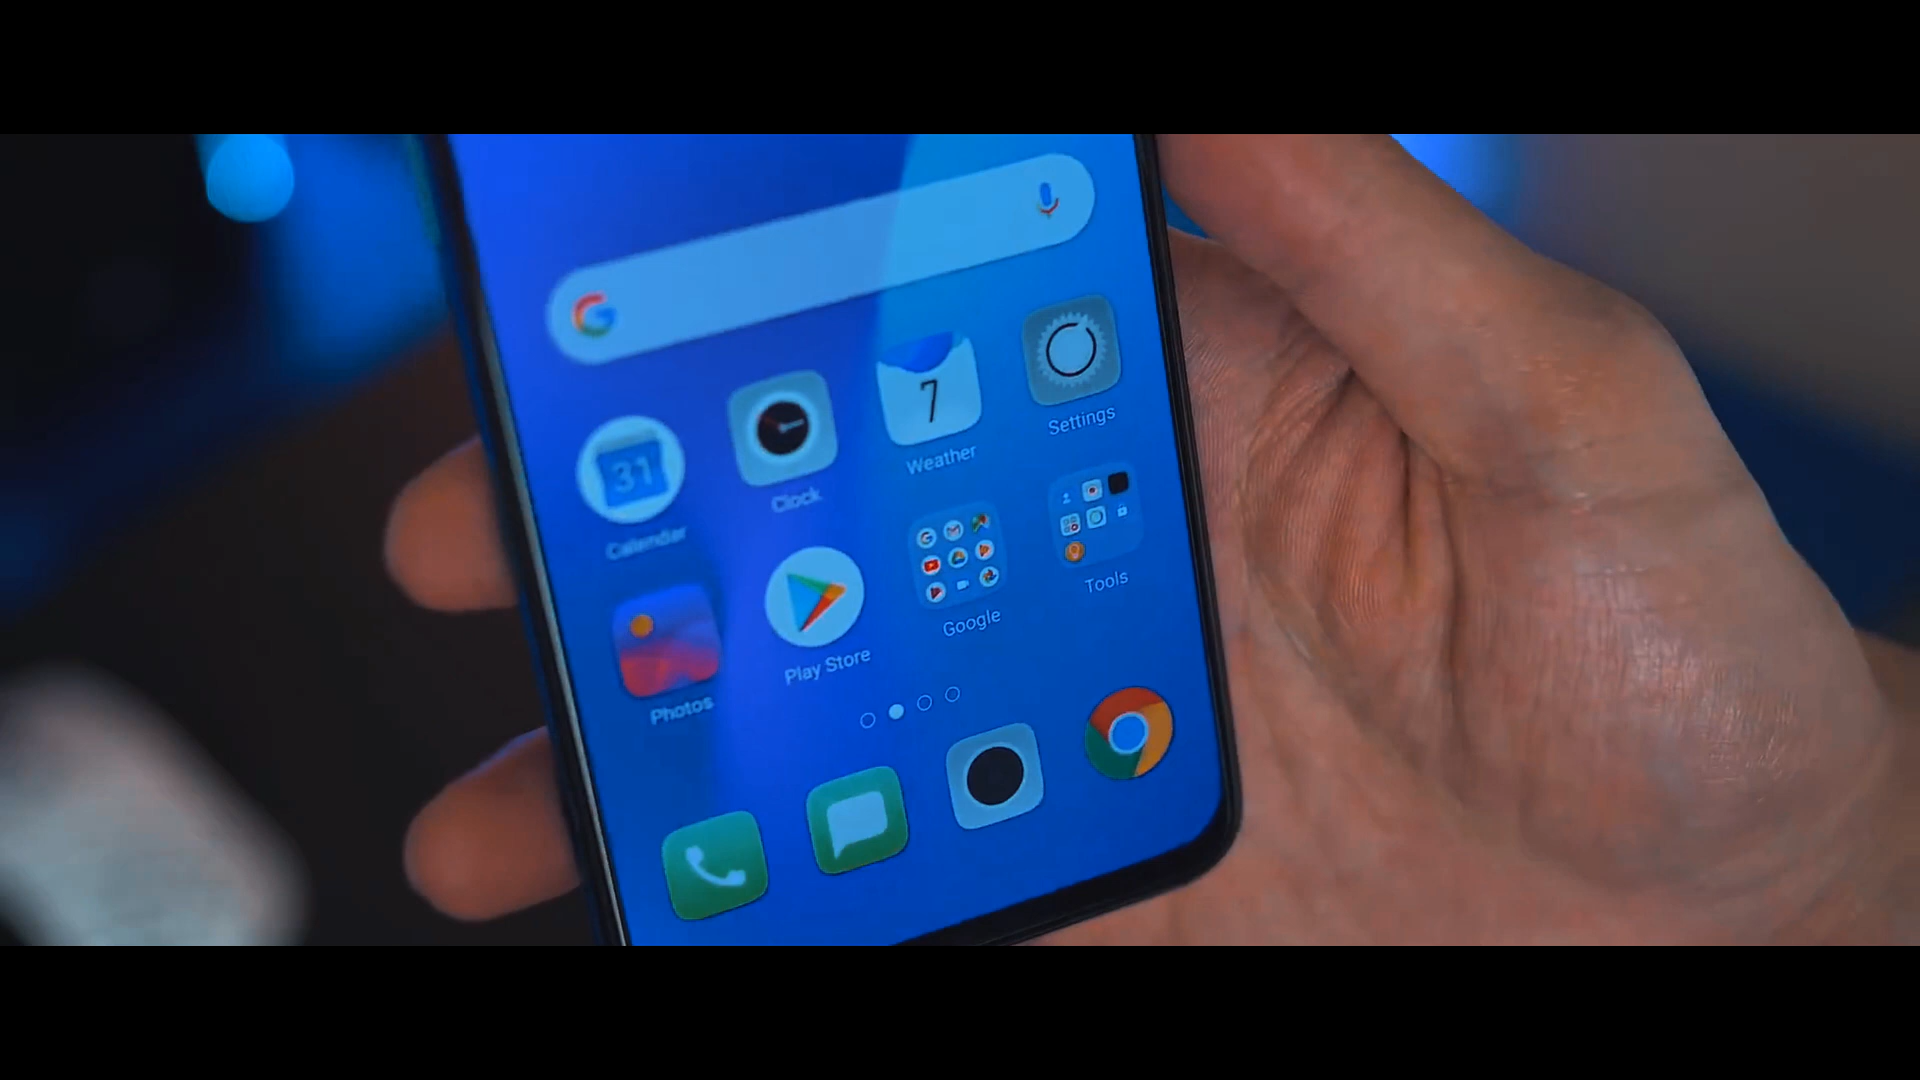 G
31
Calendar
Clock
7
Weather
Settings
Photos
Play Store
Google
Tools